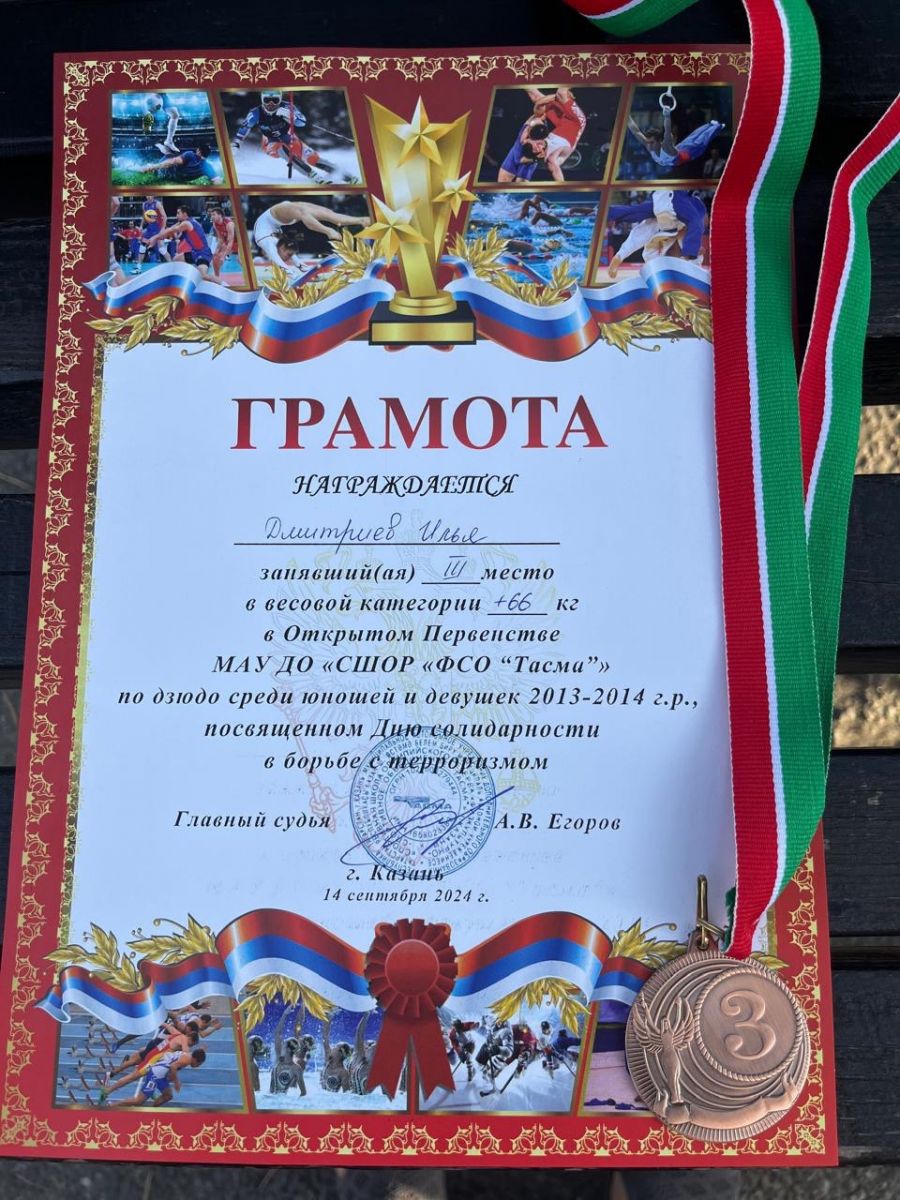 ГРАМОТА
НАГРАЖДАЕТСЯ
Дмитриев Илья
занявший(ая) III место
в весовой категории +66 кг
в Открытом Первенстве
МАУ ДО «СШОР «ФСО “Тасма”»
по дзюдо среди юношей и девушек 2013-2014 г.р.,
посвященном Дню солидарности
в борьбе с терроризмом
Главный судья А.В. Егоров
г. Казань
14 сентября 2024 г.
3